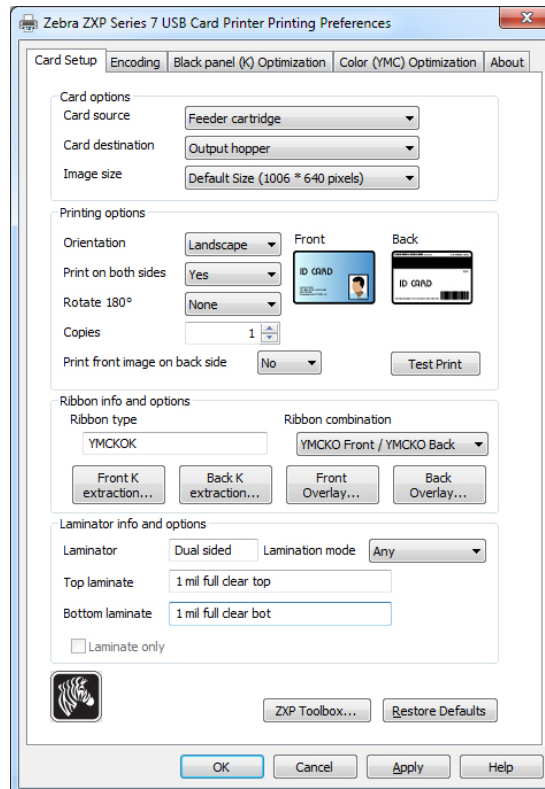 Zebra ZXP Series 7 USB Card Printer Printing Preferences
Card Setup Encoding Black panel (K) Optimization Color (YMC) Optimization About
Card options
Card source Feeder cartridge
Card destination Output hopper
Image size Default Size (1006 * 640 pixels)
Printing options
Orientation Landscape Front Back
Print on both sides Yes
ID CARD ID CARD
Rotate 180° None
Copies 1
Print front image on back side No Test Print
Ribbon info and options
Ribbon type Ribbon combination
YMCKOK YMCKO Front / YMCKO Back
Front K extraction... Back K extraction... Front Overlay... Back Overlay...
Laminator info and options
Laminator Dual sided Lamination mode Any
Top laminate 1 mil full clear top
Bottom laminate 1 mil full clear bot
Laminate only
ZXP Toolbox... Restore Defaults
OK Cancel Apply Help